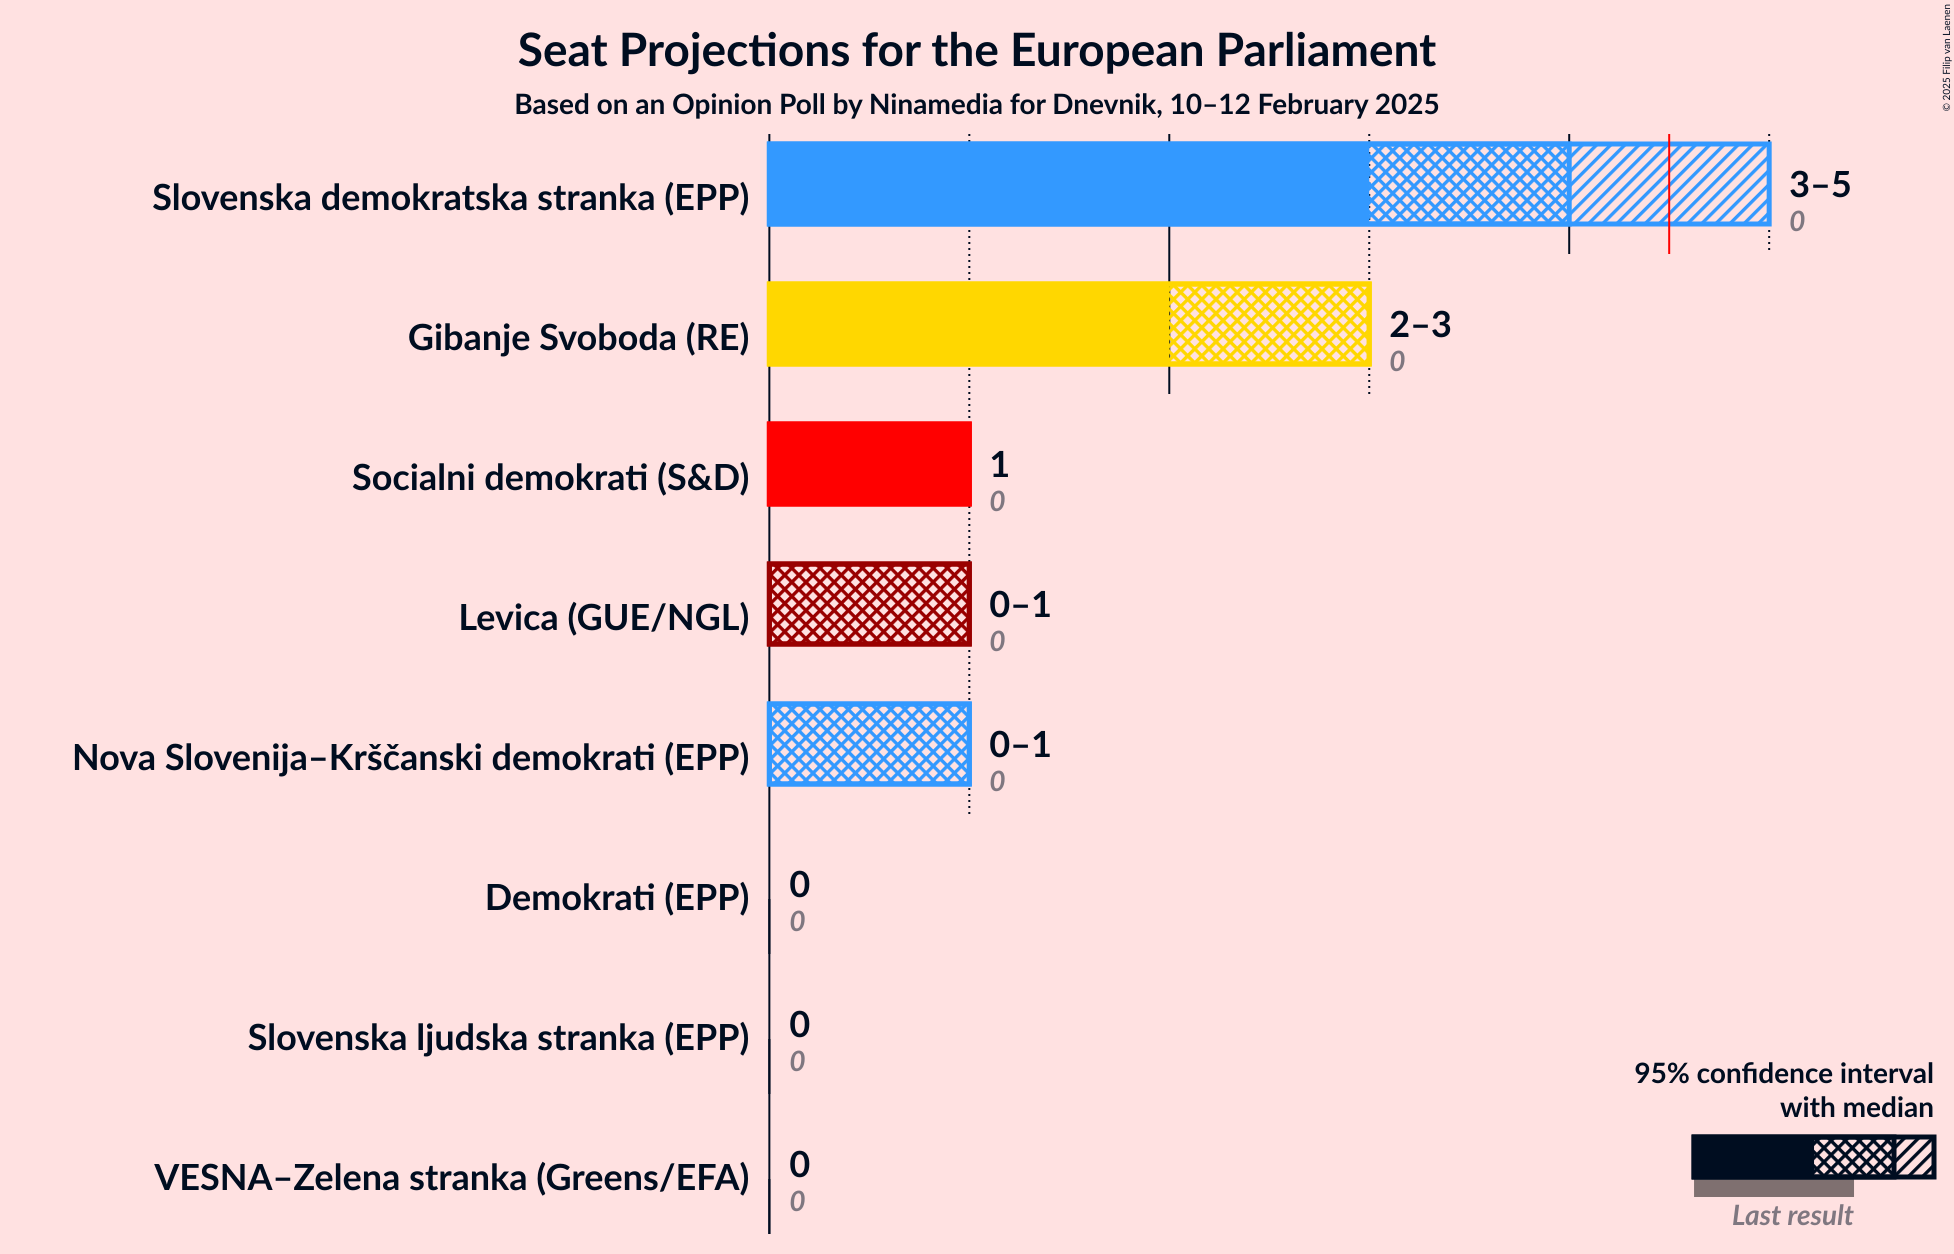 Seat Projections for the European Parliament
Based on an Opinion Poll by Ninamedia for Dnevnik, 10–12 February 2025
© 2025 Filip van Laenen
Slovenska demokratska stranka (EPP)
3–5
0
Gibanje Svoboda (RE)
2–3
0
Socialni demokrati (S&D)
1
0
Levica (GUE/NGL)
0–1
0
Nova Slovenija–Krščanski demokrati (EPP)
0–1
0
Demokrati (EPP)
0
0
Slovenska ljudska stranka (EPP)
0
0
VESNA–Zelena stranka (Greens/EFA)
0
0
95% confidence interval
with median
Last result